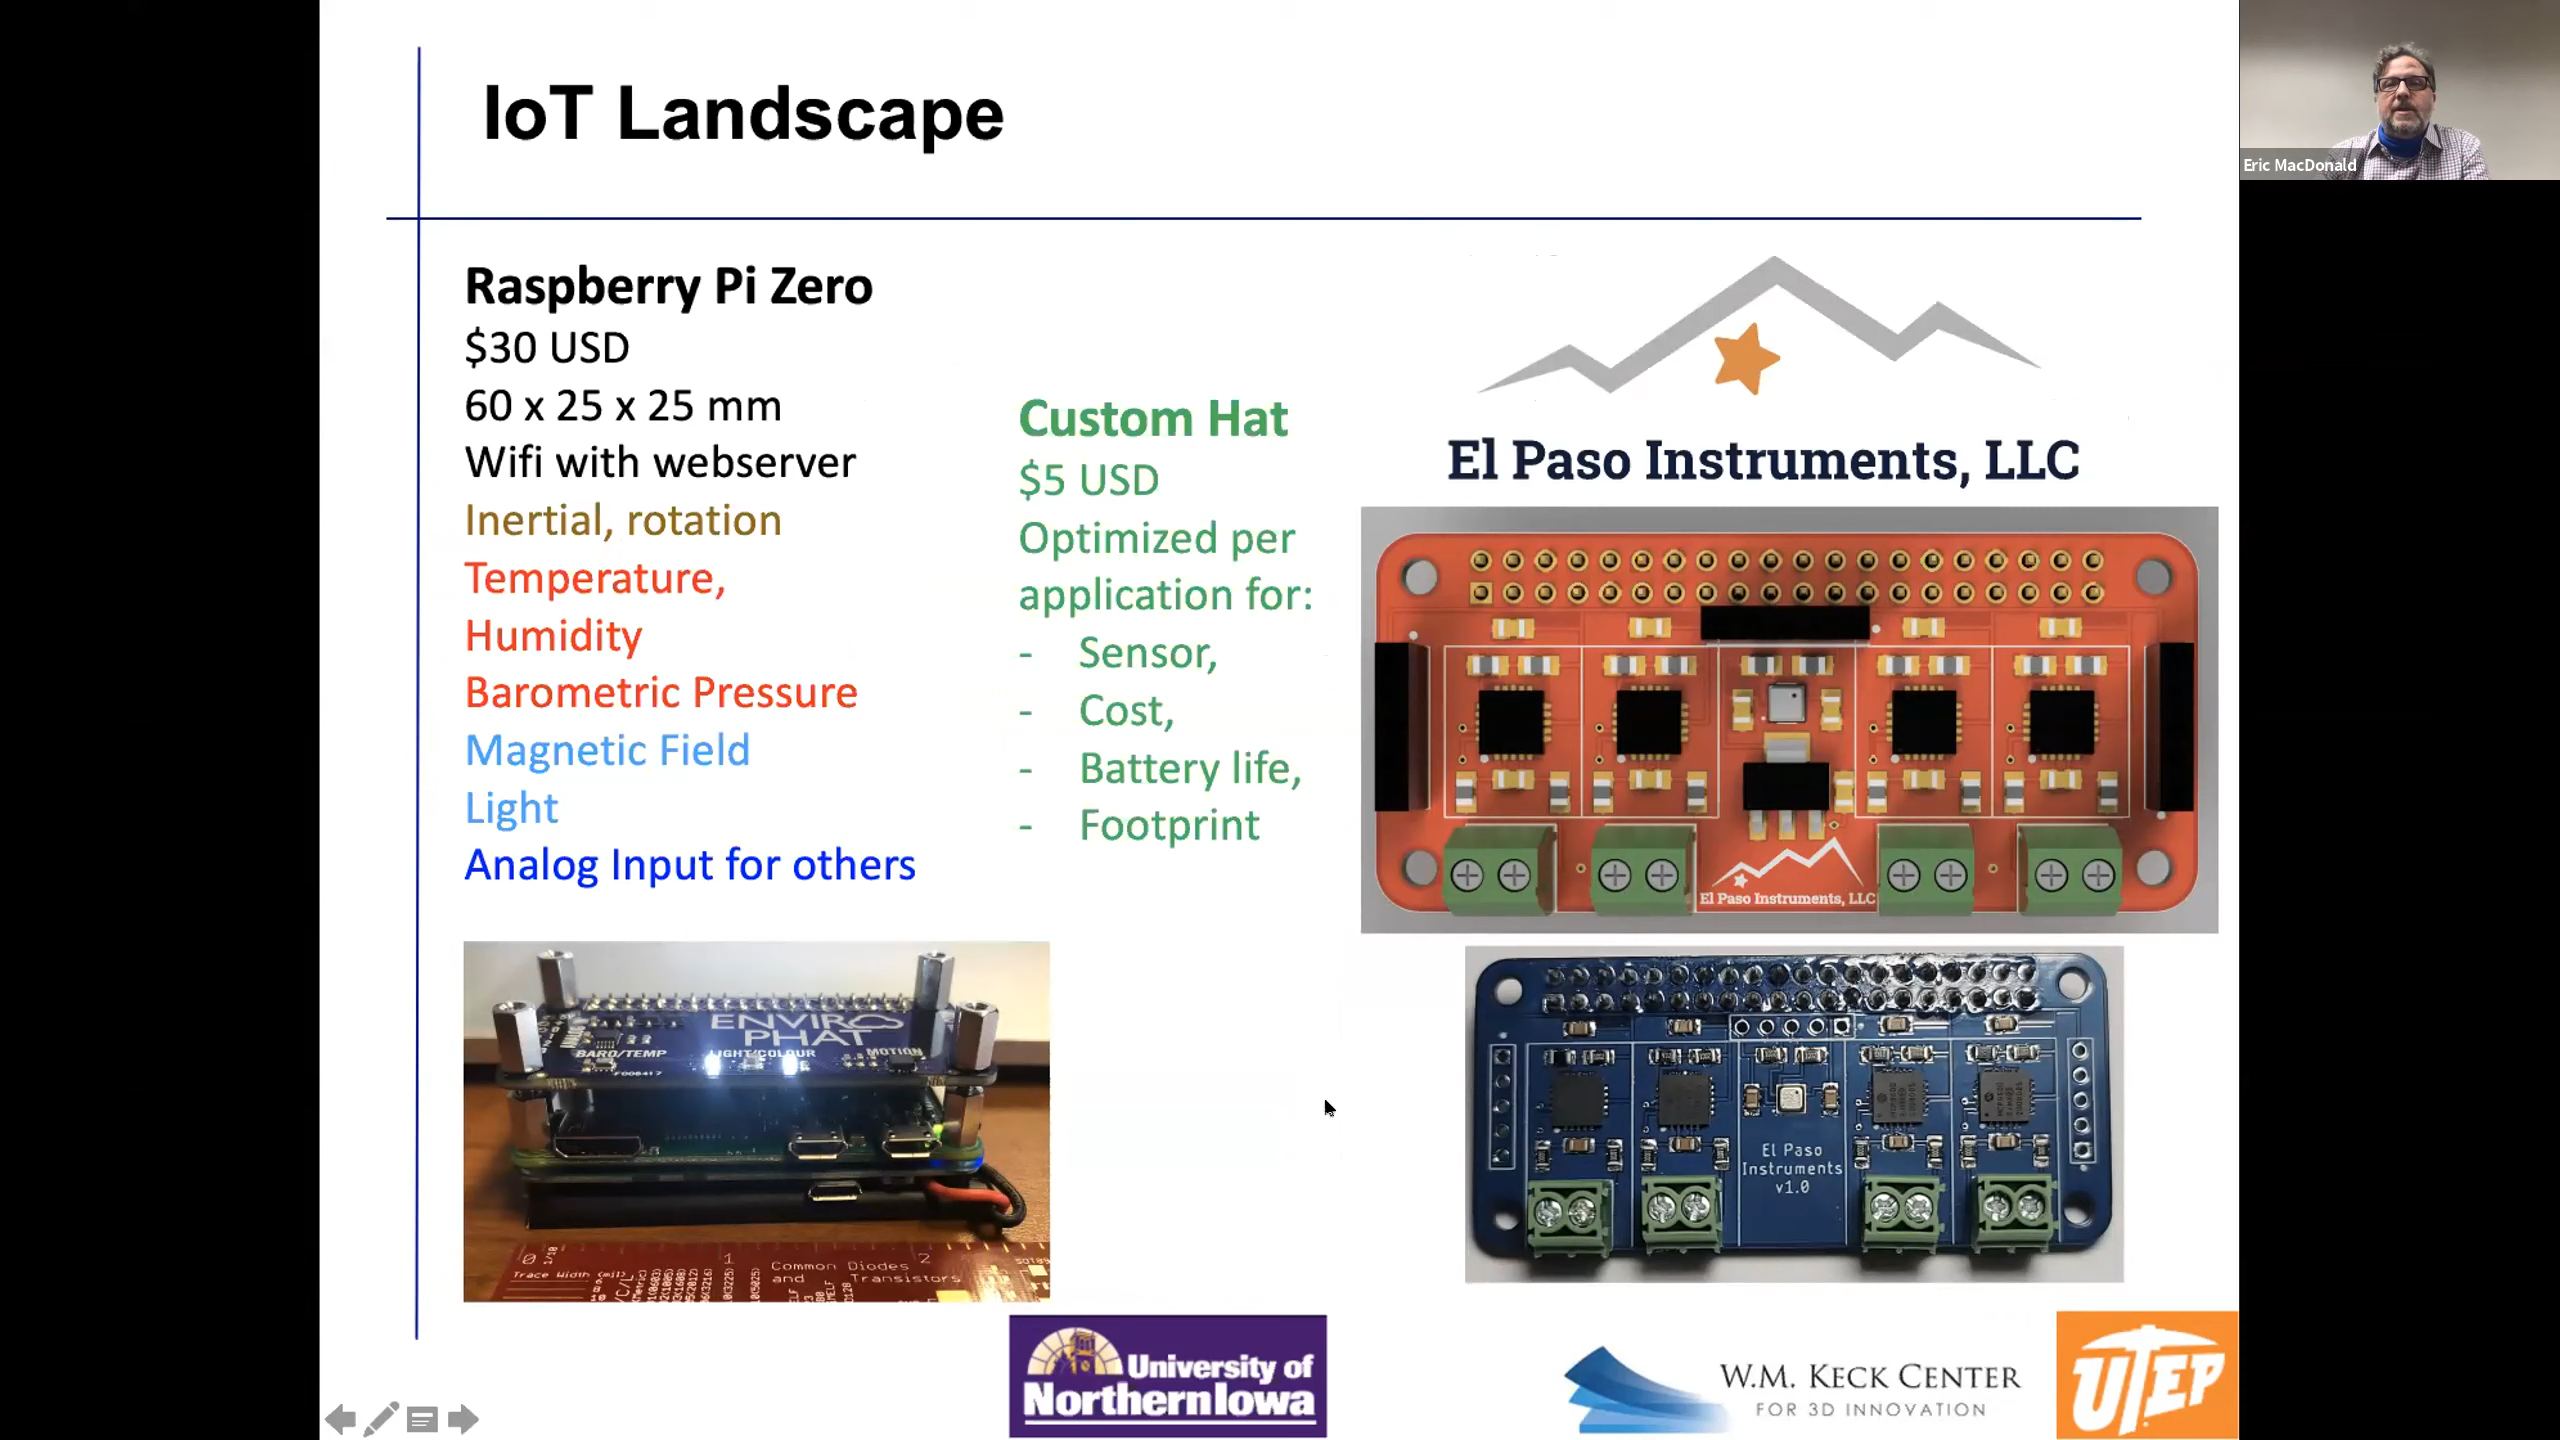 IoT Landscape
Eric MacDonald
Raspberry Pi Zero
$30 USD
60 x 25 x 25 mm
Wifi with webserver
Inertial, rotation
Temperature,
Humidity
Barometric Pressure
Magnetic Field
Light
Analog Input for others
Custom Hat
$5 USD
Optimized per
application for:
- Sensor,
- Cost,
- Battery life,
- Footprint
El Paso Instruments, LLC
El Paso Instruments, LLC
ENVIRO
PHAT
BARO/TEMP
LIGHT/COLOUR
MOTION
Trace Width
1
2
Common Diodes
and Transistors
El Paso
Instruments
v1.0
University of
Northern Iowa
W.M. KECK CENTER
FOR 3D INNOVATION
UTEP